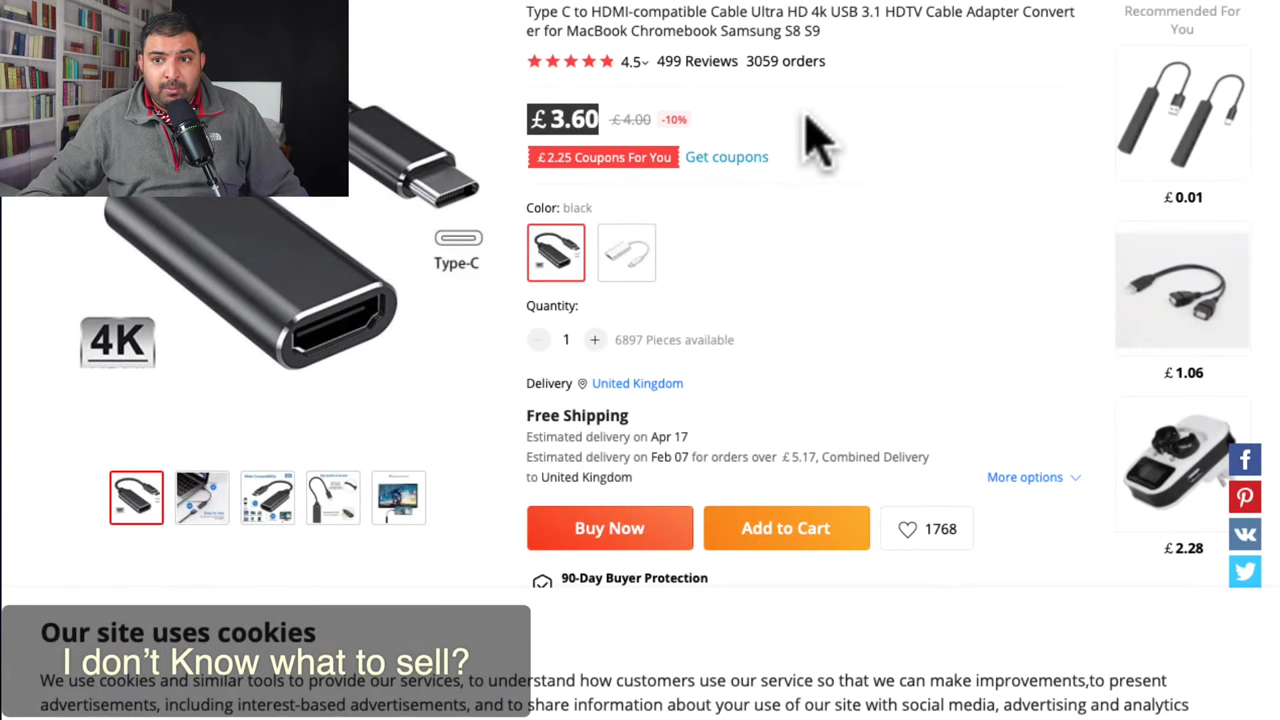 Type C to HDMI-compatible Cable Ultra HD 4k USB 3.1 HDTV Cable Adapter Convert
er for MacBook Chromebook Samsung S8 S9
4.5 499 Reviews 3059 orders
£3.60 £4.00 -10%
£2.25 Coupons For You Get coupons
Color: black
Type-C
4K
Quantity:
1 + 6897 Pieces available
Delivery United Kingdom
Free Shipping
Estimated delivery on Apr 17
Estimated delivery on Feb 07 for orders over £5.17, Combined Delivery
to United Kingdom More options
Buy Now Add to Cart 1768
90-Day Buyer Protection
Recommended For
You
£0.01
£1.06
£2.28
Our site uses cookies
I don't Know what to sell?
We use cookies and similar tools to provide our services, to understand how customers use our service so that we can make improvements,to present
advertisements, including interest-based advertisements, and to share information about your use of our site with social media, advertising and analytics